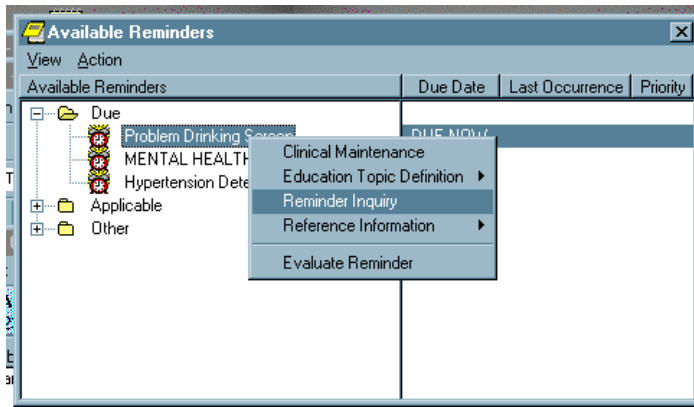 Available Reminders
View Action
Available Reminders Due Date Last Occurrence Priority
Due
Problem Drinking Screen DUE NOW
MENTAL HEALTH
Hypertension Dete
Applicable
Other
Clinical Maintenance
Education Topic Definition
Reminder Inquiry
Reference Information
Evaluate Reminder